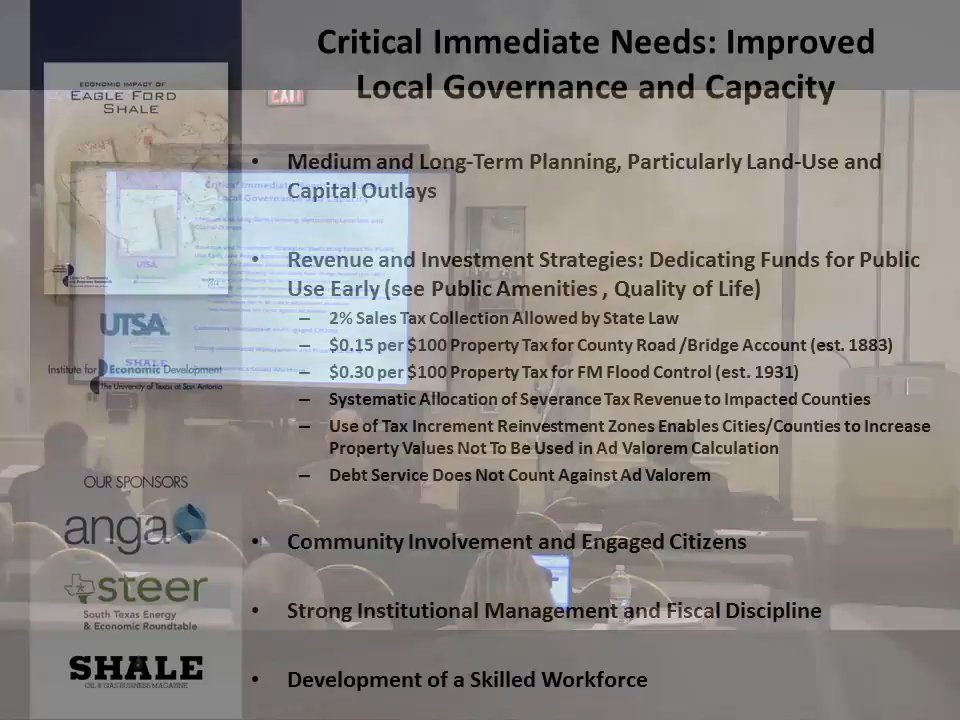 Critical Immediate Needs: Improved
Local Governance and Capacity
ECONOMIC IMPACT OF
EAGLE FORD
SHALE
EXIT
• Medium and Long-Term Planning, Particularly Land-Use and
Capital Outlays
• Revenue and Investment Strategies: Dedicating Funds for Public
Use Early (see Public Amenities , Quality of Life)
– 2% Sales Tax Collection Allowed by State Law
– $0.15 per $100 Property Tax for County Road /Bridge Account (est. 1883)
– $0.30 per $100 Property Tax for FM Flood Control (est. 1931)
– Systematic Allocation of Severance Tax Revenue to Impacted Counties
– Use of Tax Increment Reinvestment Zones Enables Cities/Counties to Increase
Property Values Not To Be Used in Ad Valorem Calculation
– Debt Service Does Not Count Against Ad Valorem
• Community Involvement and Engaged Citizens
• Strong Institutional Management and Fiscal Discipline
• Development of a Skilled Workforce
UTSA
Institute for Economic Development
The University of Texas at San Antonio
OUR SPONSORS
anga
steer
South Texas Energy
& Economic Roundtable
SHALE
OIL & GAS BUSINESS MAGAZINE